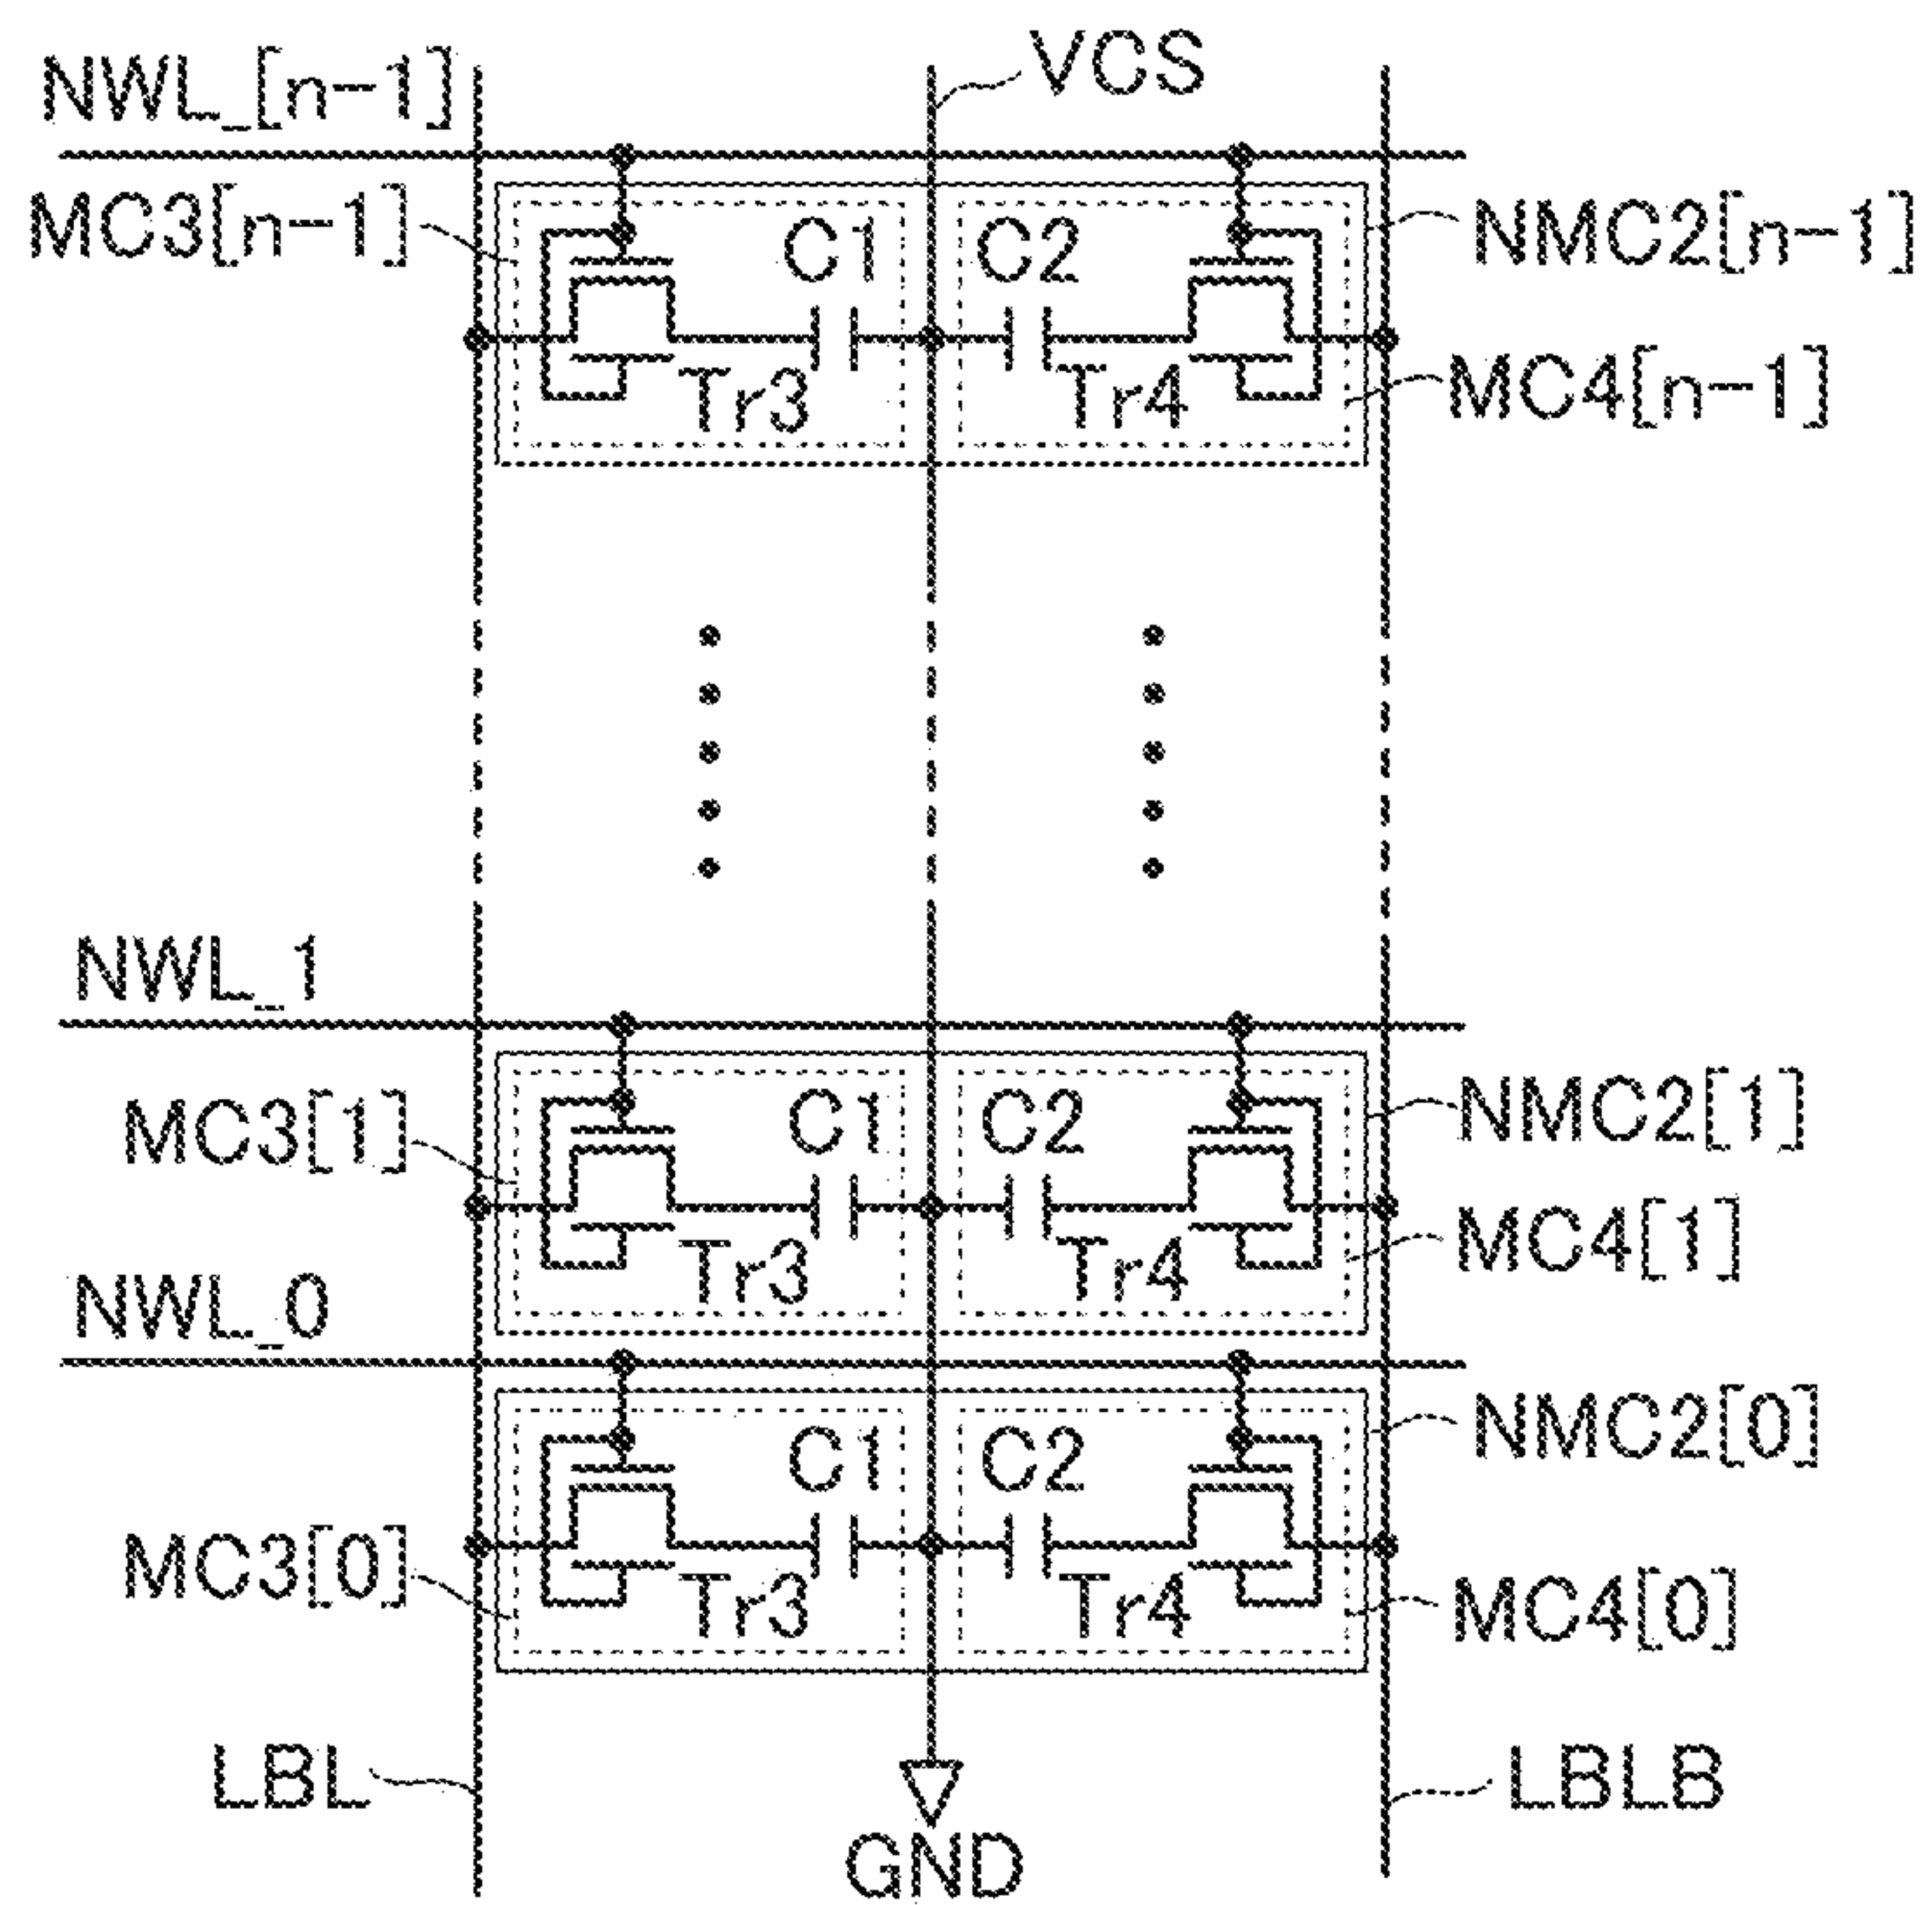 VCS
NWL_[n-1]
MC3[n-1]
C1
C2
NMC2[n-1]
Tr3
Tr4
MC4[n-1]
NWL_1
MC3[1]
C1
C2
NMC2[1]
Tr3
Tr4
MC4[1]
NWL_0
C1
C2
NMC2[0]
MC3[0]
Tr3
Tr4
MC4[0]
LBL
LBLB
GND